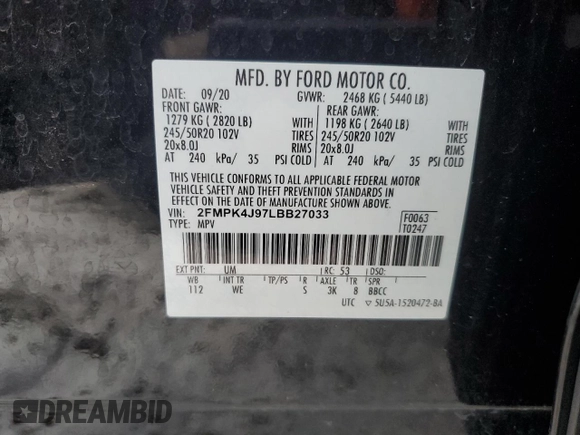 MFD. BY FORD MOTOR CO.
DATE: 09/20 GVWR: 2468 KG ( 5440 LB)
FRONT GAWR: REAR GAWR:
1279 KG ( 2820 LB) WITH 1198 KG ( 2640 LB) WITH
245/50R20 102V TIRES 245/50R20 102V TIRES
20x8.0J RIMS 20x8.0J RIMS
AT 240 kPa/ 35 PSI COLD AT 240 kPa/ 35 PSI COLD
THIS VEHICLE CONFORMS TO ALL APPLICABLE FEDERAL MOTOR
VEHICLE SAFETY AND THEFT PREVENTION STANDARDS IN
EFFECT ON THE DATE OF MANUFACTURE SHOWN ABOVE.
VIN: 2FMPK4J97LBB27033 F0063
TYPE: MPV T0247
EXT PNT: UM RC: 53 DSO:
WB INT TR TP/PS R AXLE TR SPR
112 WE S 3K 8 BBCC
UTC ▽ 5U5A-1520472-BA
DREAMBID